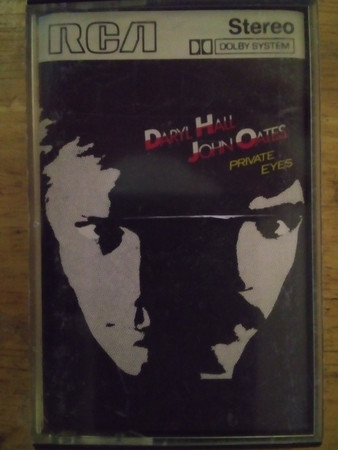 RCA
Stereo
DOLBY SYSTEM
DARYL HALL
JOHN OATES
PRIVATE
EYES